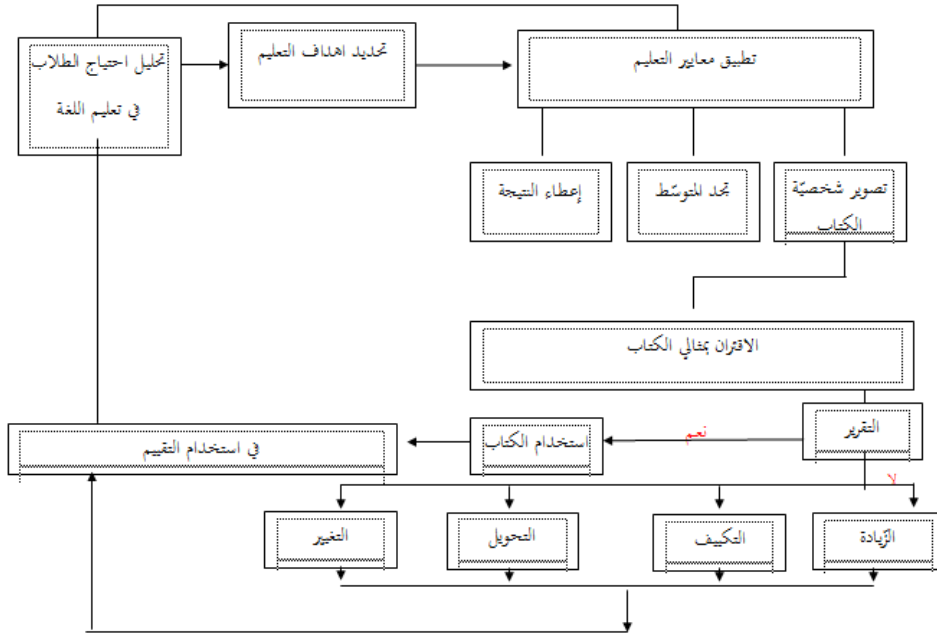 تحليل احتياج الطلاب
في تعليم اللغة
تحديد اهداف التعليم
تطبيق معايير التعليم
تصوير شخصيّة
الكتاب
تجد المتوسّط
إعطاء النتيجة
الاقتران بمثالي الكتاب
التقرير
نعم
استخدام الكتاب
في استخدام التقييم
لا
الزّيادة
التكييف
التحويل
التغيير